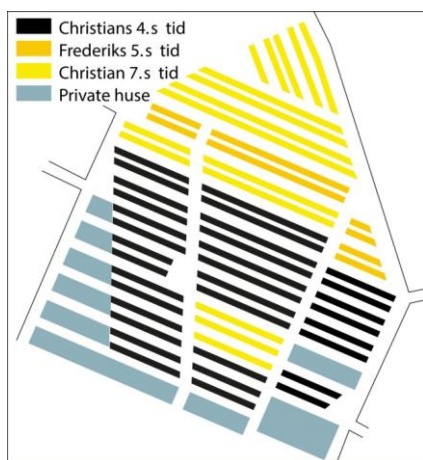 Christians 4.s tid
Frederiks 5.s tid
Christian 7.s tid
Private huse